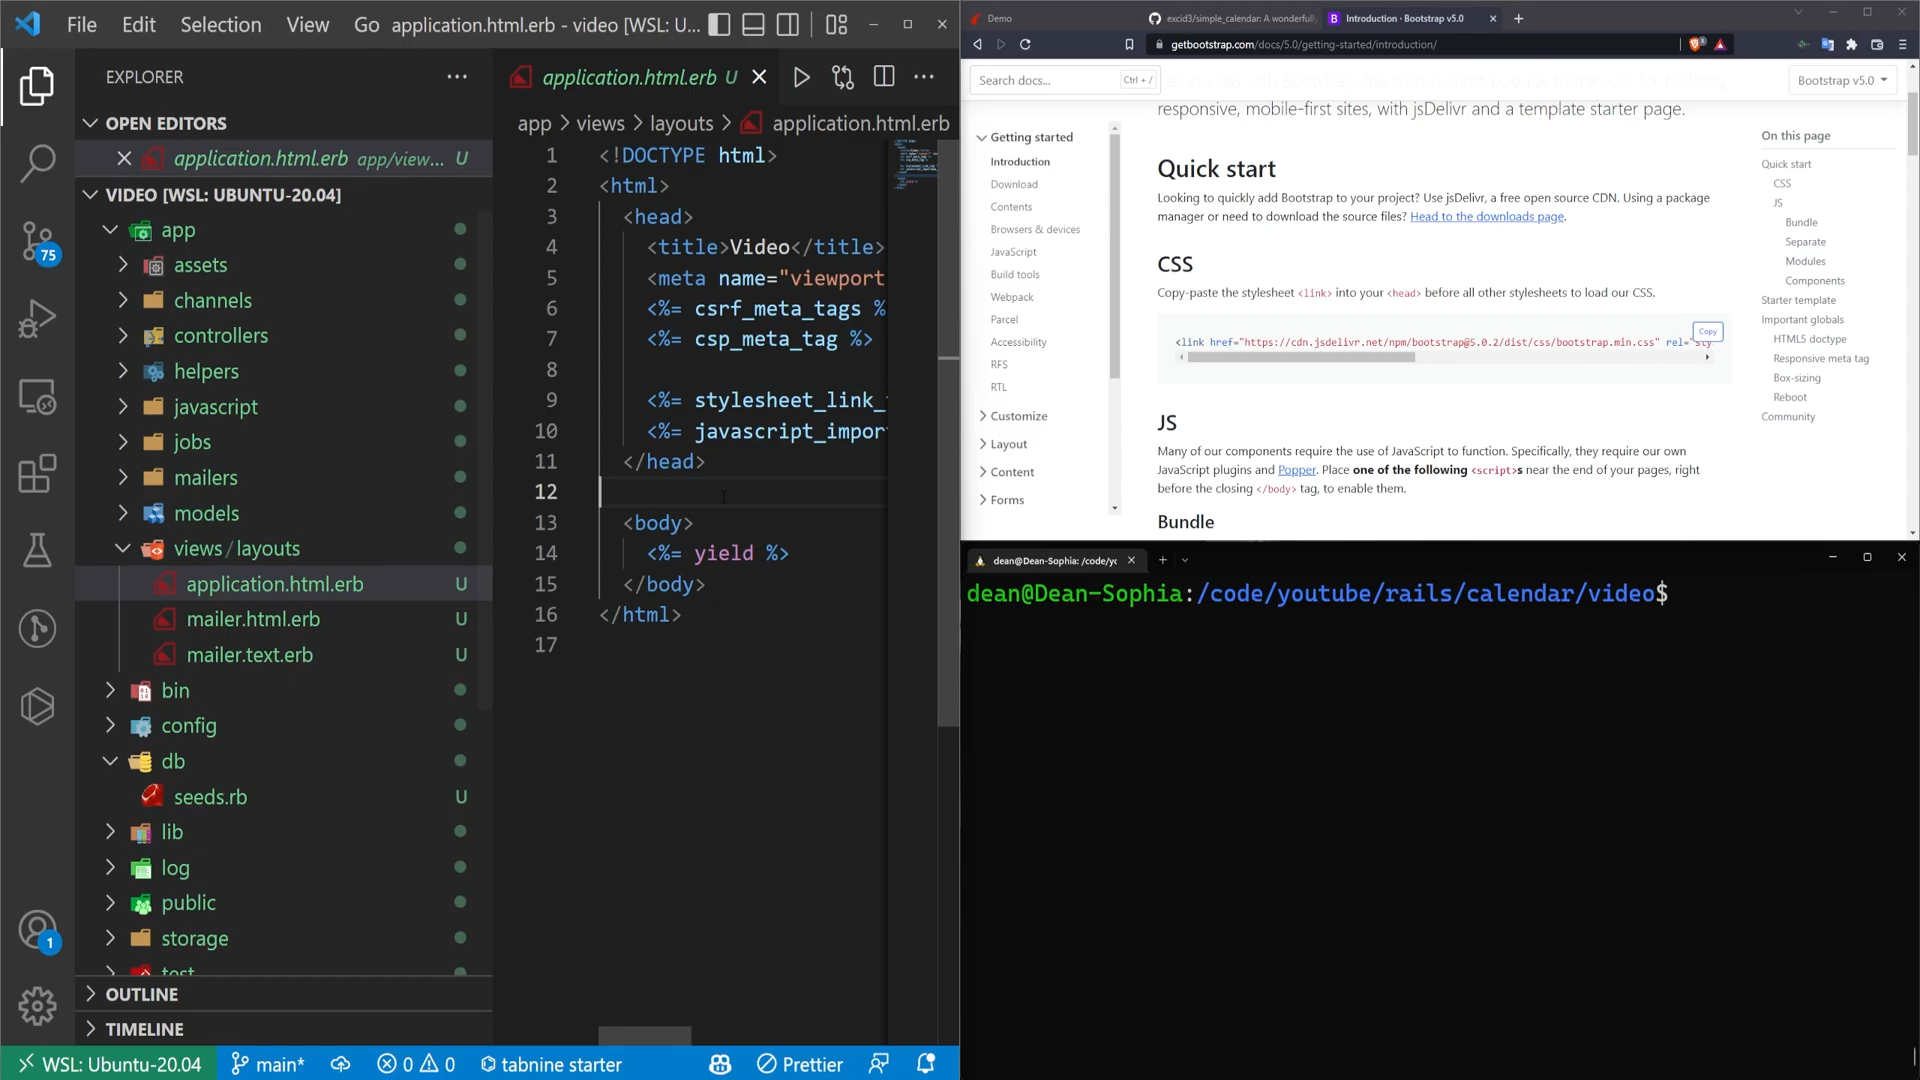 File Edit Selection View Go application.html.erb - video [WSL: U...
EXPLORER
OPEN EDITORS
application.html.erb app/view... U
VIDEO [WSL: UBUNTU-20.04]
app
assets
channels
controllers
helpers
javascript
jobs
mailers
models
views/layouts
application.html.erb U
mailer.html.erb U
mailer.text.erb U
bin
config
db
seeds.rb U
lib
log
public
storage
test
OUTLINE
TIMELINE
75
1
application.html.erb U
app > views > layouts > application.html.erb
1 <!DOCTYPE html>
2 <html>
3 <head>
4 <title>Video</title>
5 <meta name="viewport
6 <%= csrf_meta_tags %
7 <%= csp_meta_tag %>
8
9 <%= stylesheet_link_
10 <%= javascript_impor
11 </head>
12
13 <body>
14 <%= yield %>
15 </body>
16 </html>
17
WSL: Ubuntu-20.04 main* 0 0 tabnine starter Prettier
Demo
excid3/simple_calendar: A wonderfully
Introduction · Bootstrap v5.0
getbootstrap.com/docs/5.0/getting-started/introduction/
Search docs... Ctrl + /
Bootstrap v5.0
Getting started
Introduction
Download
Contents
Browsers & devices
JavaScript
Build tools
Webpack
Parcel
Accessibility
RFS
RTL
Customize
Layout
Content
Forms
responsive, mobile-first sites, with jsDelivr and a template starter page.
Quick start
Looking to quickly add Bootstrap to your project? Use jsDelivr, a free open source CDN. Using a package
manager or need to download the source files? Head to the downloads page.
CSS
Copy-paste the stylesheet <link> into your <head> before all other stylesheets to load our CSS.
Copy
<link href="https://cdn.jsdelivr.net/npm/bootstrap@5.0.2/dist/css/bootstrap.min.css" rel="sty
JS
Many of our components require the use of JavaScript to function. Specifically, they require our own
JavaScript plugins and Popper. Place one of the following <script>s near the end of your pages, right
before the closing </body> tag, to enable them.
Bundle
On this page
Quick start
CSS
JS
Bundle
Separate
Modules
Components
Starter template
Important globals
HTML5 doctype
Responsive meta tag
Box-sizing
Reboot
Community
dean@Dean-Sophia: /code/yc
dean@Dean-Sophia:/code/youtube/rails/calendar/video$